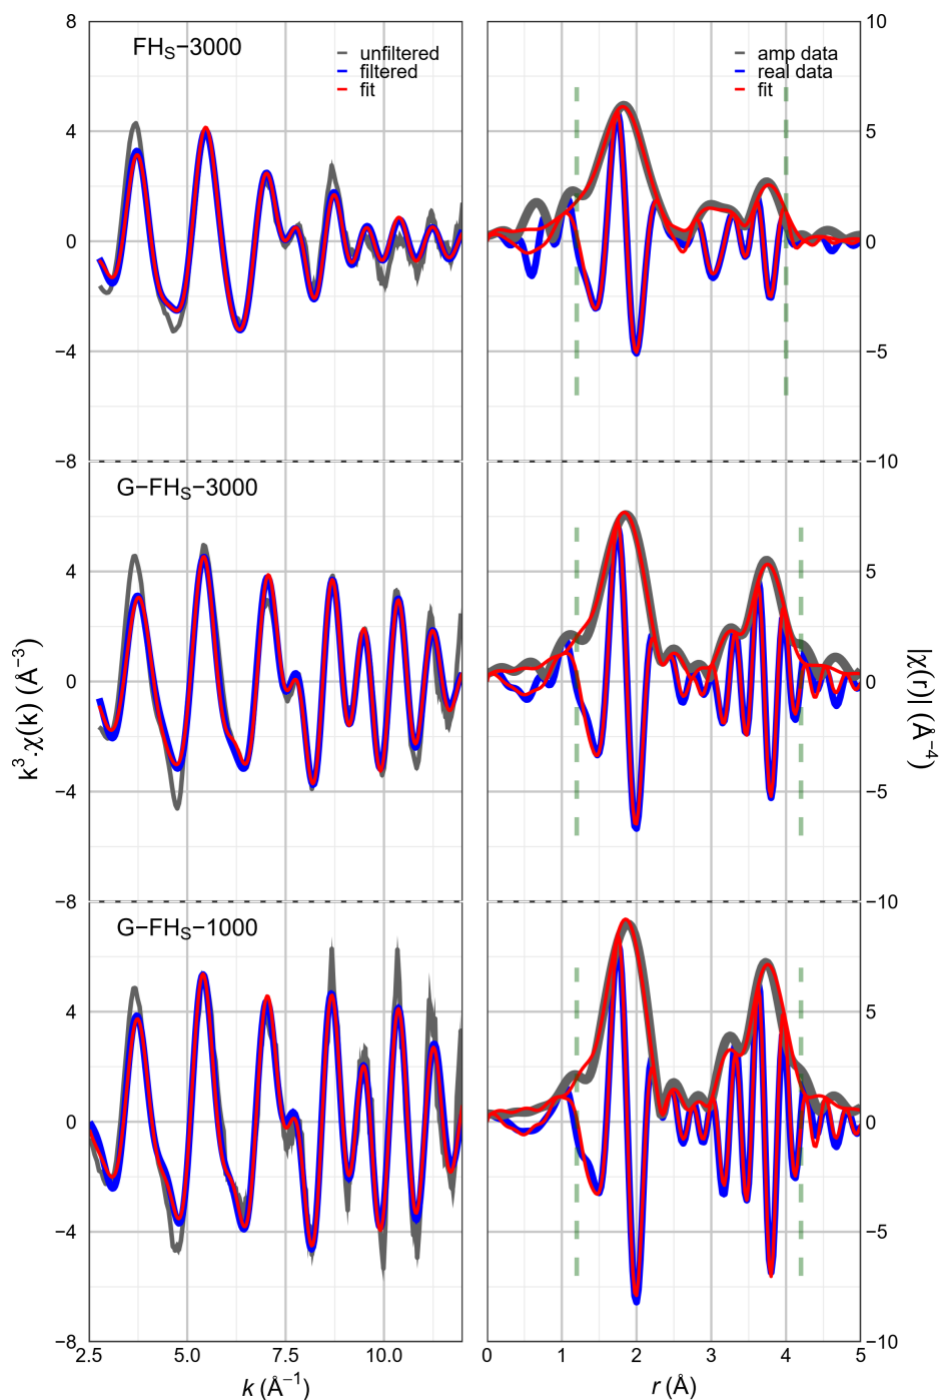 8
4
0
−4
−8
FHS−3000
unfiltered
filtered
fit
amp data
real data
fit
10
5
0
−5
−10
4
0
−4
−8
G−FHS−3000
5
0
−5
−10
k³.χ(k) (Å⁻³)
|χ(r)| (Å⁻⁴)
4
0
−4
−8
G−FHS−1000
5
0
−5
−10
2.5 5.0 7.5 10.0
0 1 2 3 4 5
k (Å⁻¹)
r (Å)